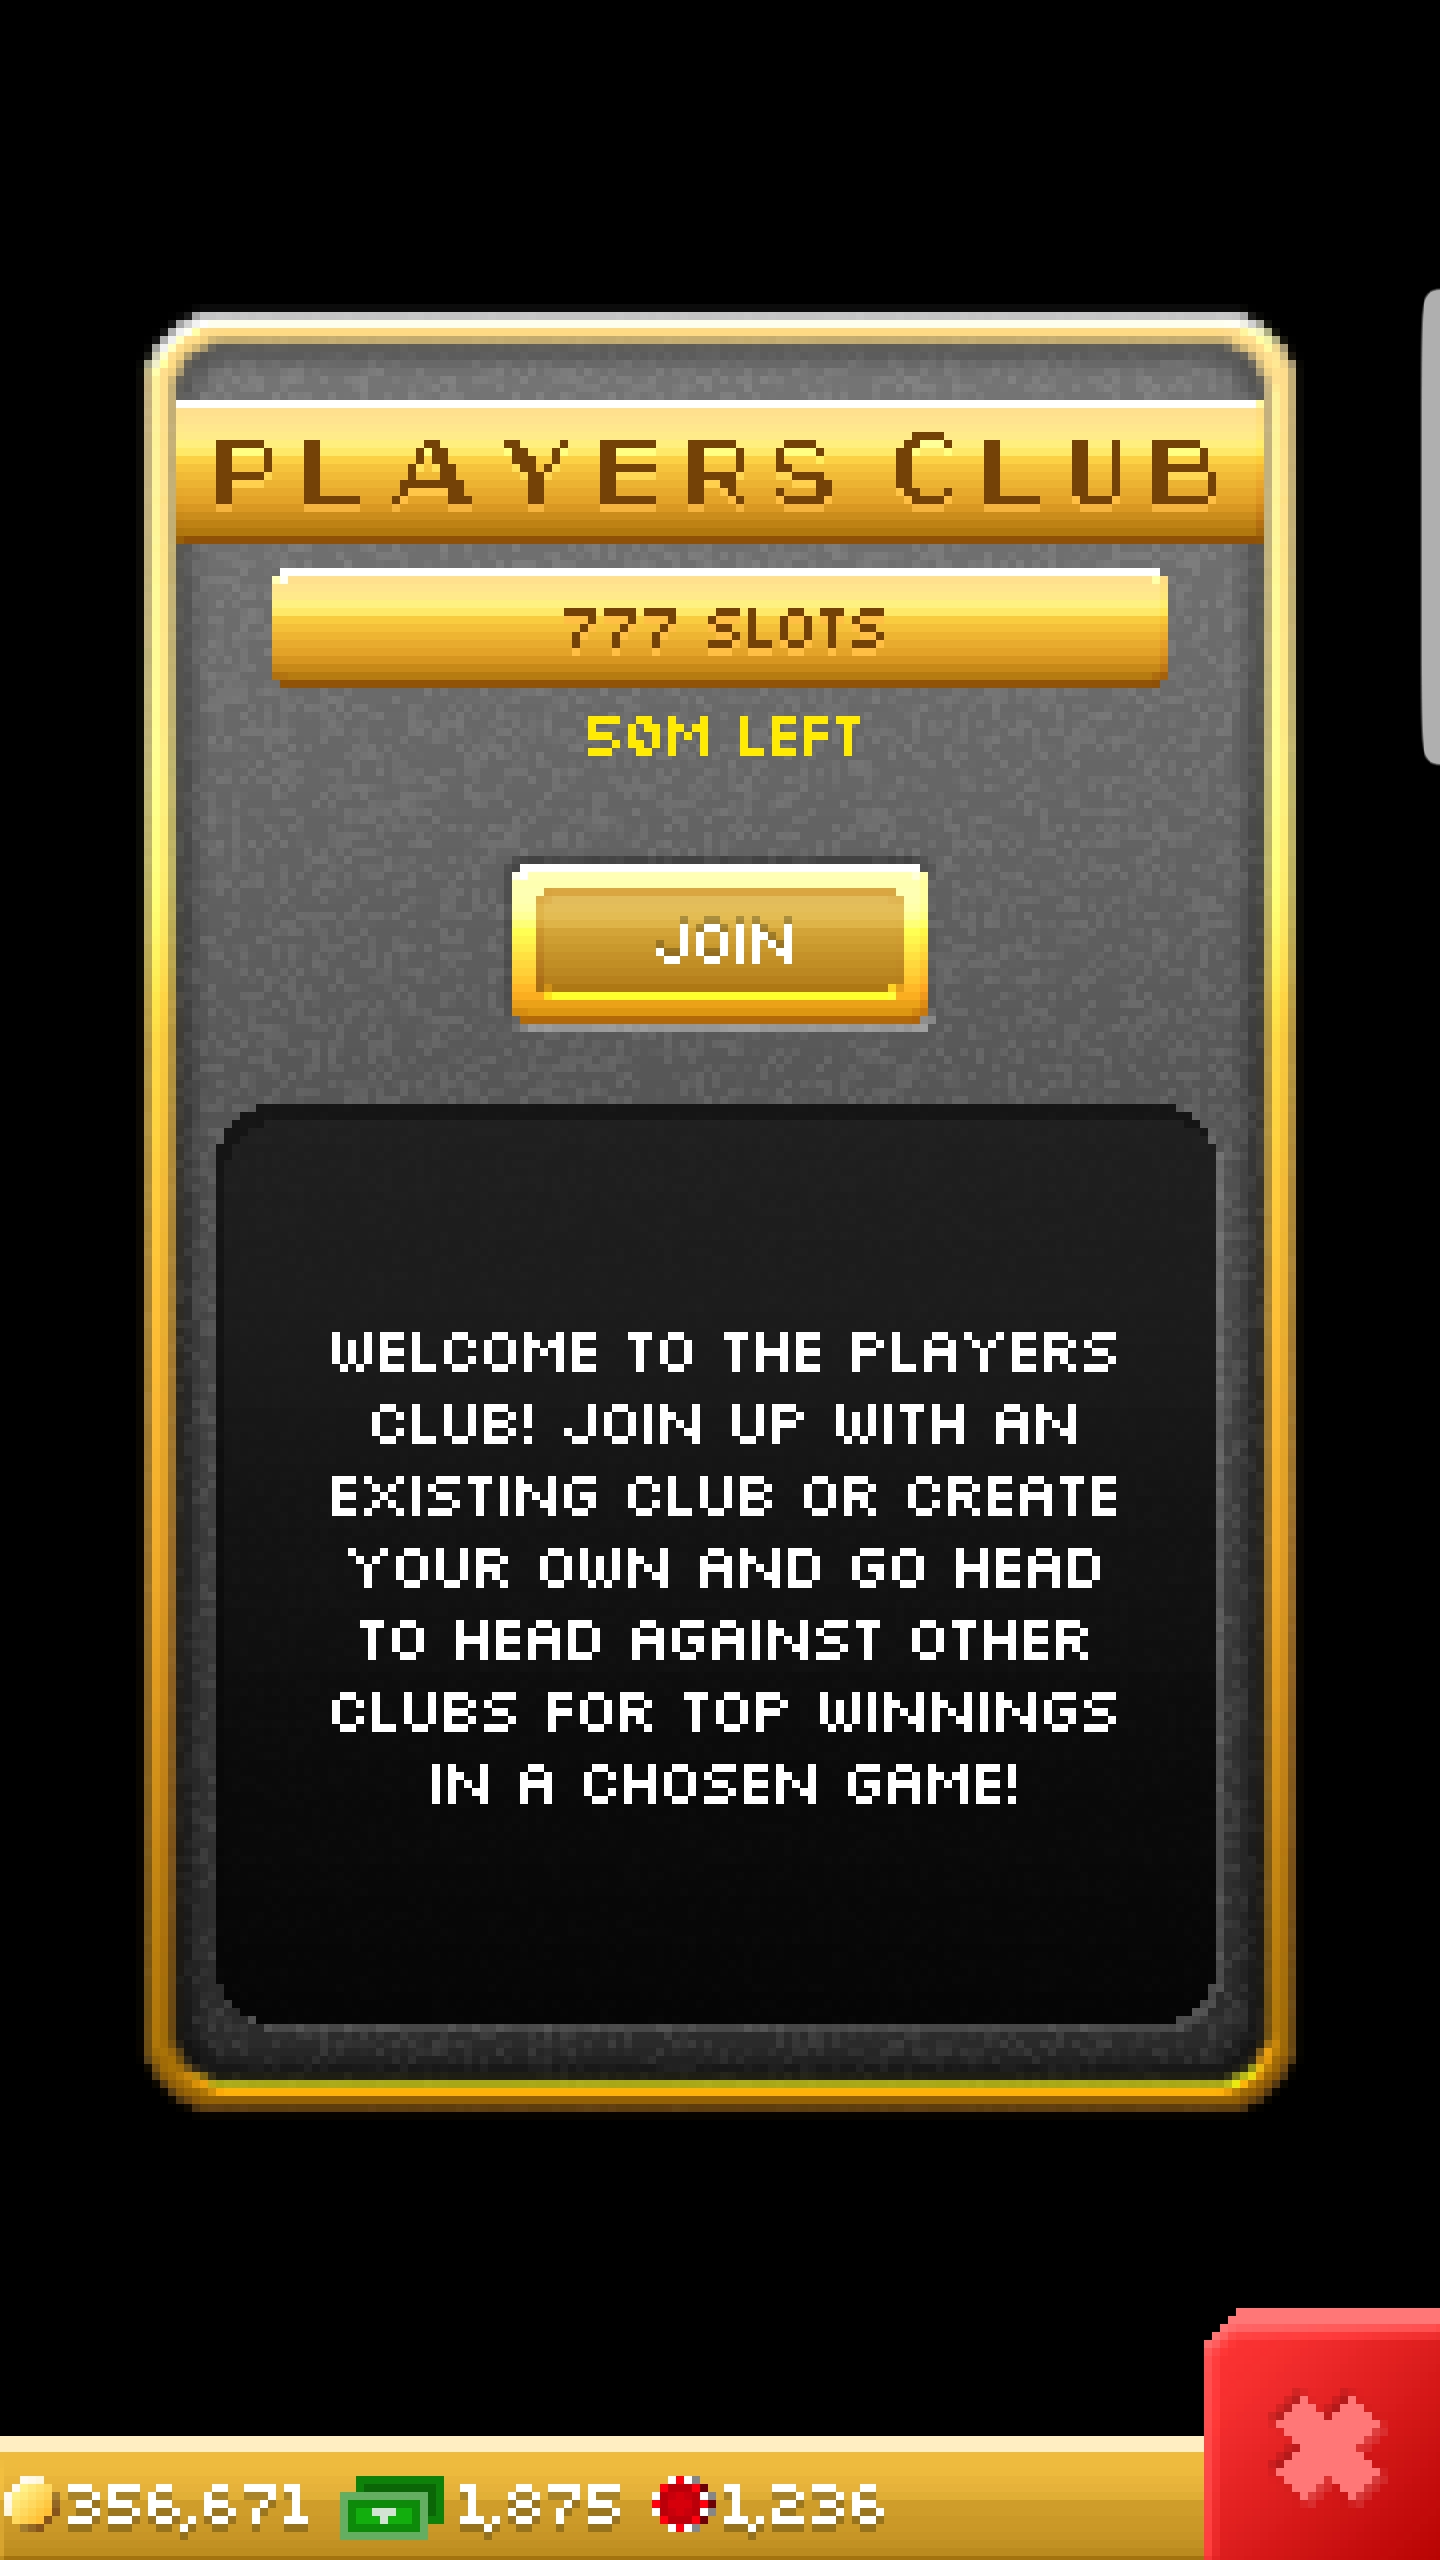 PLAYERS CLUB
777 SLOTS
50M LEFT
JOIN
WELCOME TO THE PLAYERS
CLUB! JOIN UP WITH AN
EXISTING CLUB OR CREATE
YOUR OWN AND GO HEAD
TO HEAD AGAINST OTHER
CLUBS FOR TOP WINNINGS
IN A CHOSEN GAME!
356,671 1,875 1,236